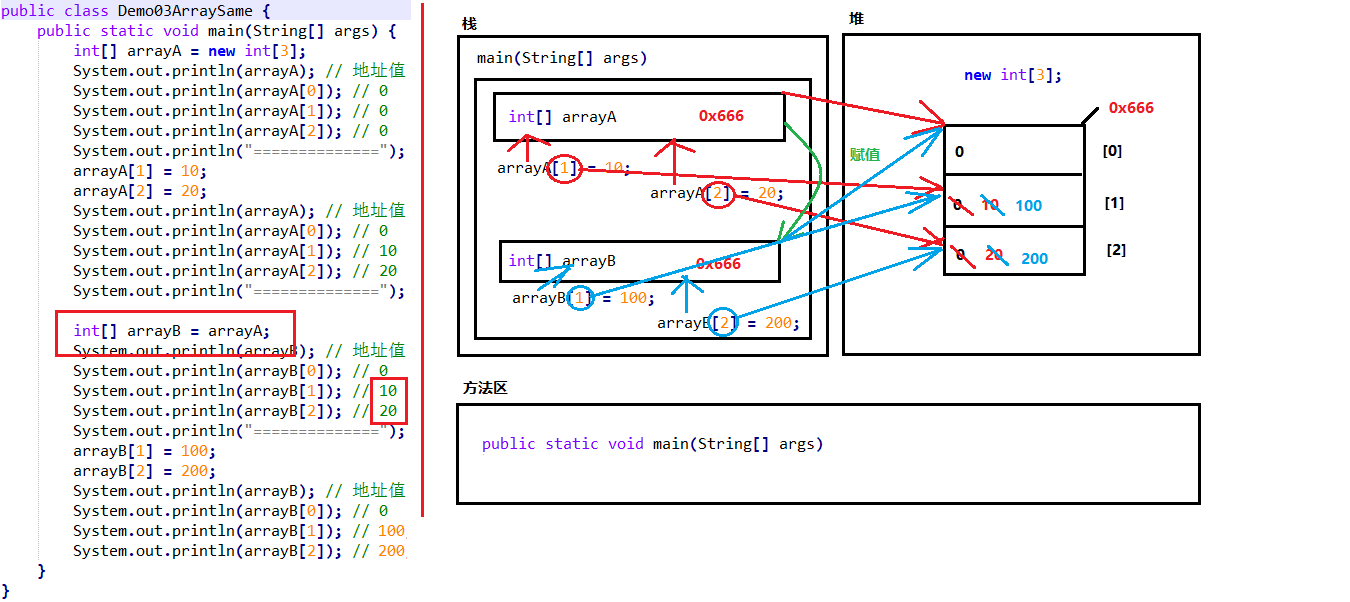 public class Demo03ArraySame {
public static void main(String[] args) {
int[] arrayA = new int[3];
System.out.println(arrayA); // 地址值
System.out.println(arrayA[0]); // 0
System.out.println(arrayA[1]); // 0
System.out.println(arrayA[2]); // 0
System.out.println("==============");
arrayA[1] = 10;
arrayA[2] = 20;
System.out.println(arrayA); // 地址值
System.out.println(arrayA[0]); // 0
System.out.println(arrayA[1]); // 10
System.out.println(arrayA[2]); // 20
System.out.println("==============");
int[] arrayB = arrayA;
System.out.println(arrayB); // 地址值
System.out.println(arrayB[0]); // 0
System.out.println(arrayB[1]); // 10
System.out.println(arrayB[2]); // 20
System.out.println("==============");
arrayB[1] = 100;
arrayB[2] = 200;
System.out.println(arrayB); // 地址值
System.out.println(arrayB[0]); // 0
System.out.println(arrayB[1]); // 100
System.out.println(arrayB[2]); // 200
}
}
栈
main(String[] args)
int[] arrayA 0x666
arrayA[1] = 10;
arrayA[2] = 20;
赋值
int[] arrayB 0x666
arrayB[1] = 100;
arrayB[2] = 200;
堆
new int[3];
0x666
0 [0]
0 10 100 [1]
0 20 200 [2]
方法区
public static void main(String[] args)